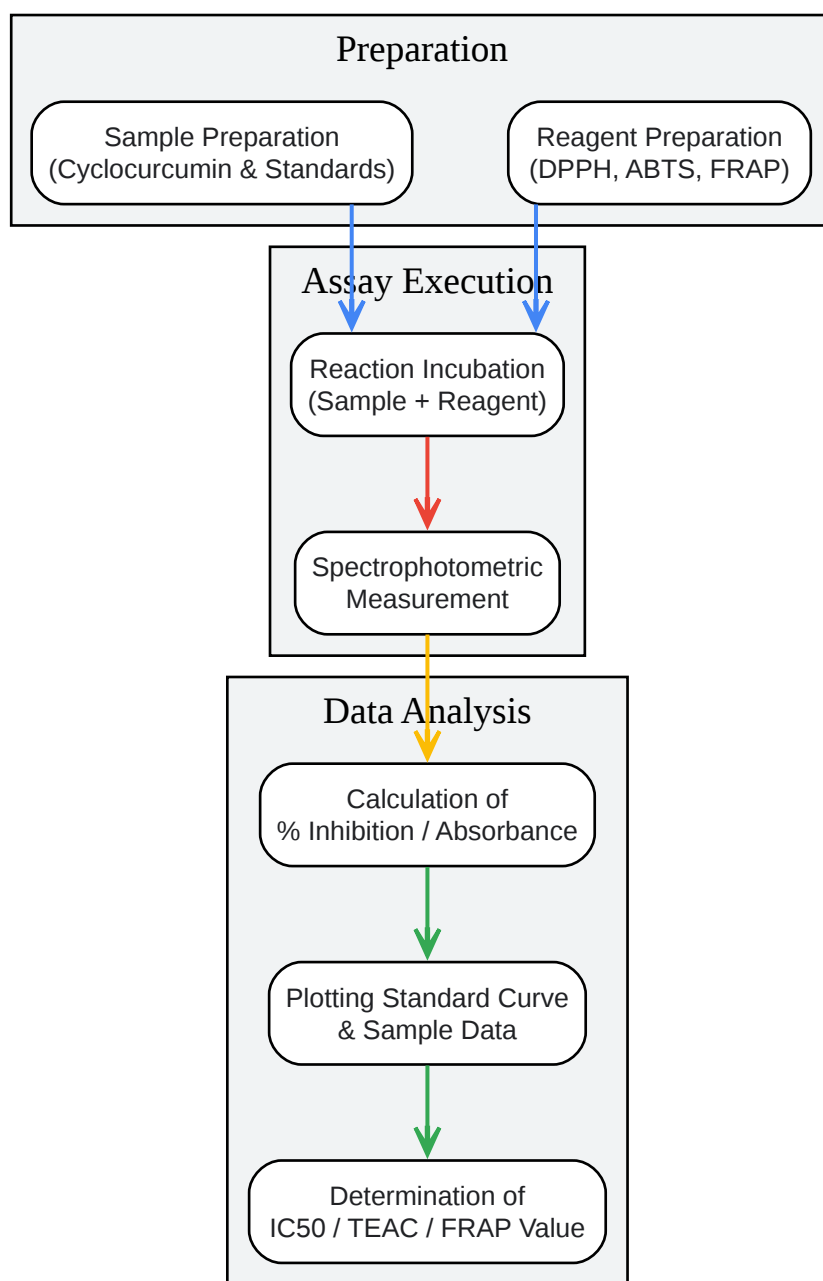 Preparation
Sample Preparation
(Cyclocurcumin & Standards)
Reagent Preparation
(DPPH, ABTS, FRAP)
Assay Execution
Reaction Incubation
(Sample + Reagent)
Spectrophotometric
Measurement
Data Analysis
Calculation of
% Inhibition / Absorbance
Plotting Standard Curve
& Sample Data
Determination of
IC50 / TEAC / FRAP Value